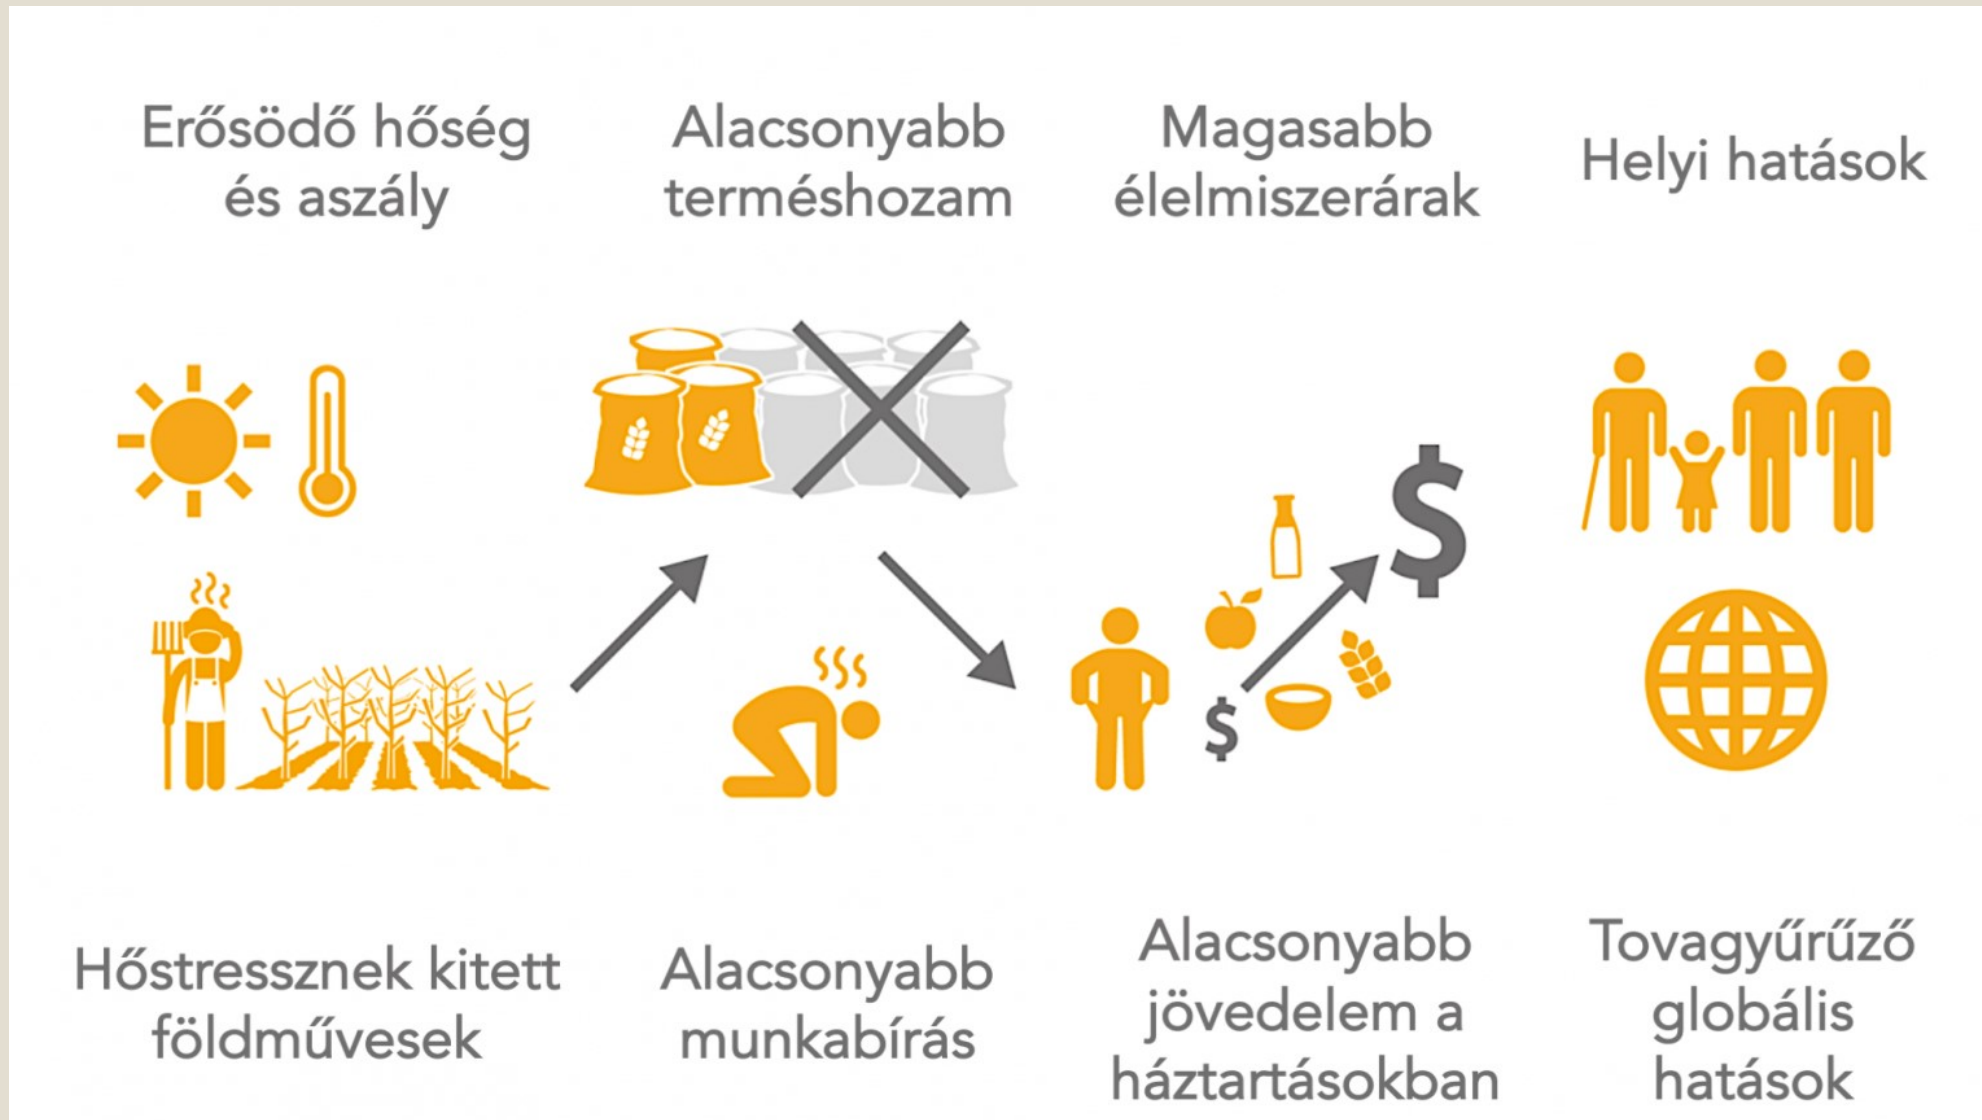 Erősödő hőség
és aszály
Alacsonyabb
terméshozam
Magasabb
élelmiszerárak
Helyi hatások
$
$
Hőstressznek kitett
földművesek
Alacsonyabb
munkabírás
Alacsonyabb
jövedelem a
háztartásokban
Tovagyűrűző
globális
hatások